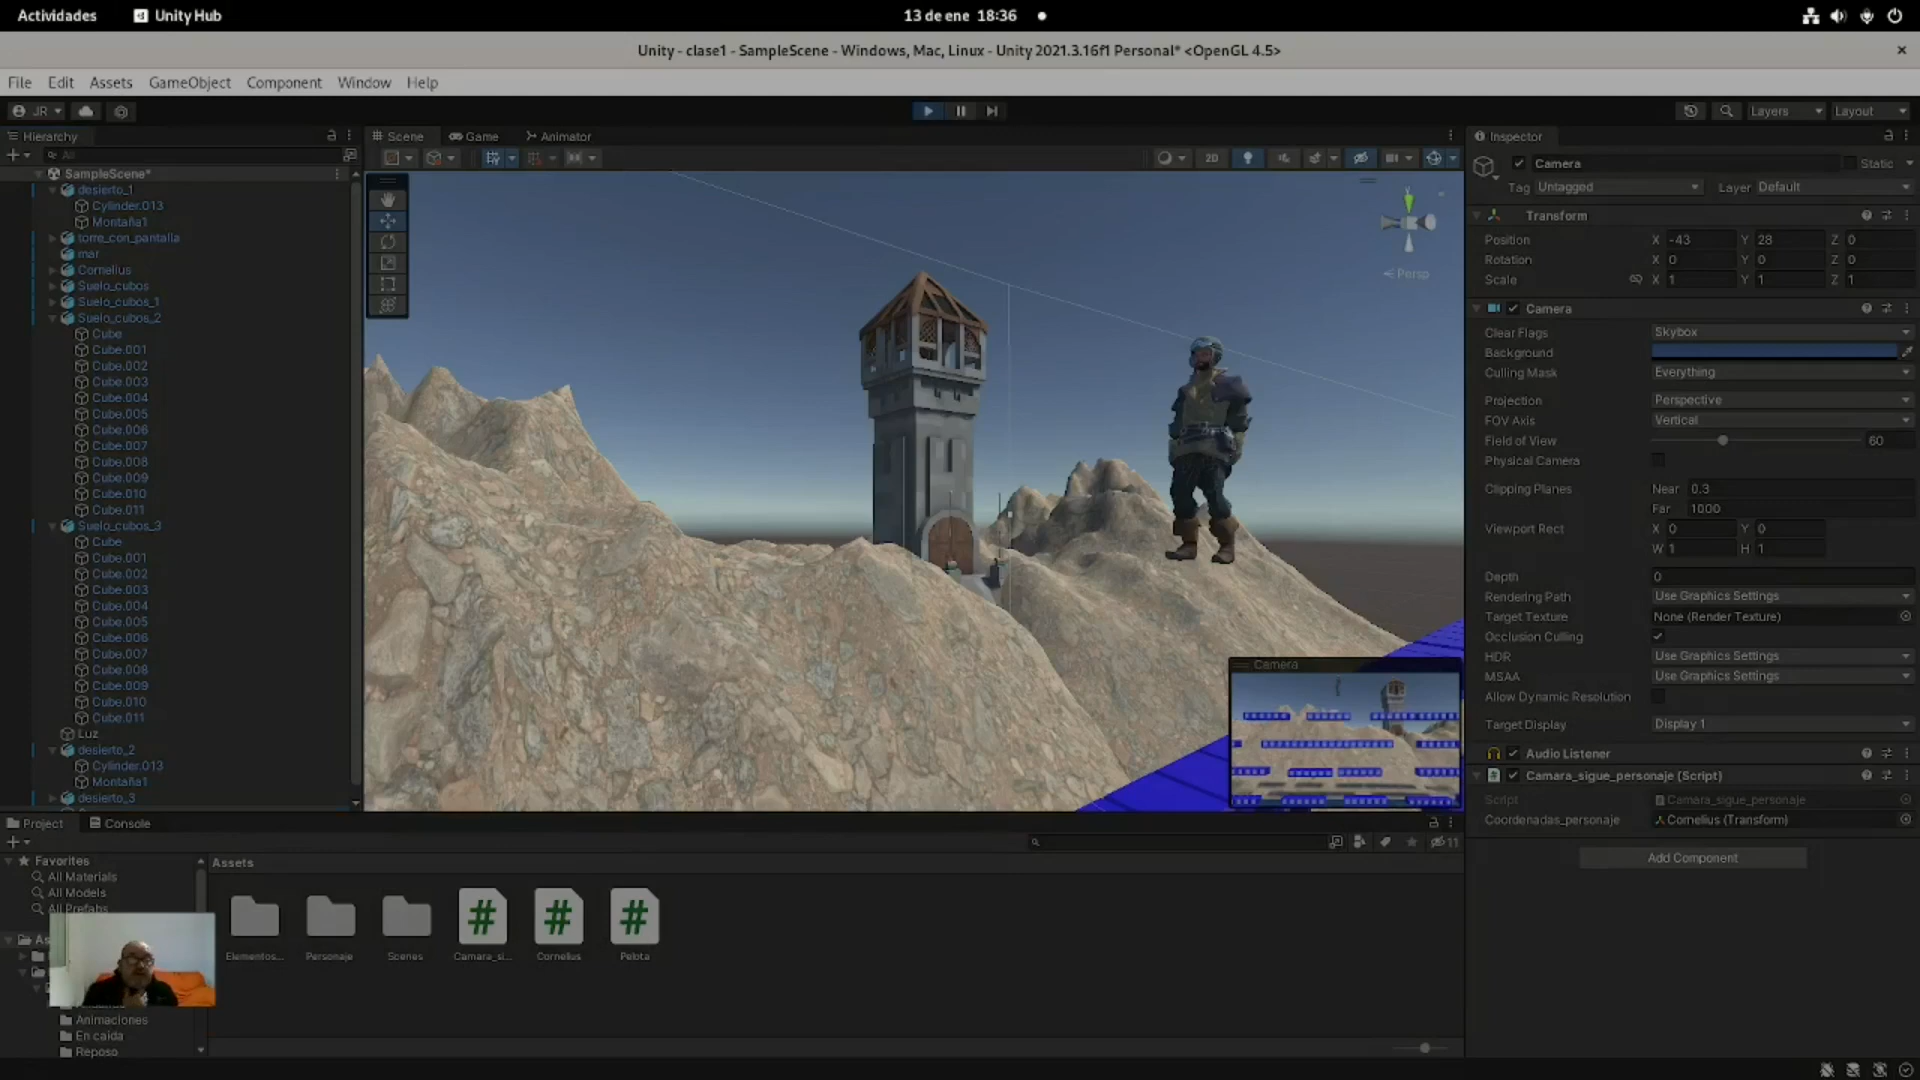 Actividades
Unity Hub
13 de ene 18:36
Unity - clase1 - SampleScene - Windows, Mac, Linux - Unity 2021.3.16f1 Personal* <OpenGL 4.5>
File Edit Assets GameObject Component Window Help
JR
Layers
Layout
Hierarchy
All
SampleScene*
desierto_1
Cylinder.013
Montaña1
torre_con_pantalla
mar
Cornelius
Suelo_cubos
Suelo_cubos_1
Suelo_cubos_2
Cube
Cube.001
Cube.002
Cube.003
Cube.004
Cube.005
Cube.006
Cube.007
Cube.008
Cube.009
Cube.010
Cube.011
Suelo_cubos_3
Cube
Cube.001
Cube.002
Cube.003
Cube.004
Cube.005
Cube.006
Cube.007
Cube.008
Cube.009
Cube.010
Cube.011
Luz
desierto_2
Cylinder.013
Montaña1
desierto_3
Scene
Game
Animator
2D
Persp
Camera
Inspector
Camera
Static
Tag Untagged
Layer Default
Transform
Position X -43 Y 28 Z 0
Rotation X 0 Y 0 Z 0
Scale X 1 Y 1 Z 1
Camera
Clear Flags Skybox
Background
Culling Mask Everything
Projection Perspective
FOV Axis Vertical
Field of View 60
Physical Camera
Clipping Planes Near 0.3
Far 1000
Viewport Rect X 0 Y 0
W 1 H 1
Depth 0
Rendering Path Use Graphics Settings
Target Texture None (Render Texture)
Occlusion Culling
HDR Use Graphics Settings
MSAA Use Graphics Settings
Allow Dynamic Resolution
Target Display Display 1
Audio Listener
Camara_sigue_personaje (Script)
Script Camara_sigue_personaje
Coordenadas_personaje Cornelius (Transform)
Add Component
Project
Console
11
Favorites
All Materials
All Models
All Prefabs
As
Animaciones
En caida
Reposo
Assets
Elementos...
Personaje
Scenes
Camara_si...
Cornelius
Pelota